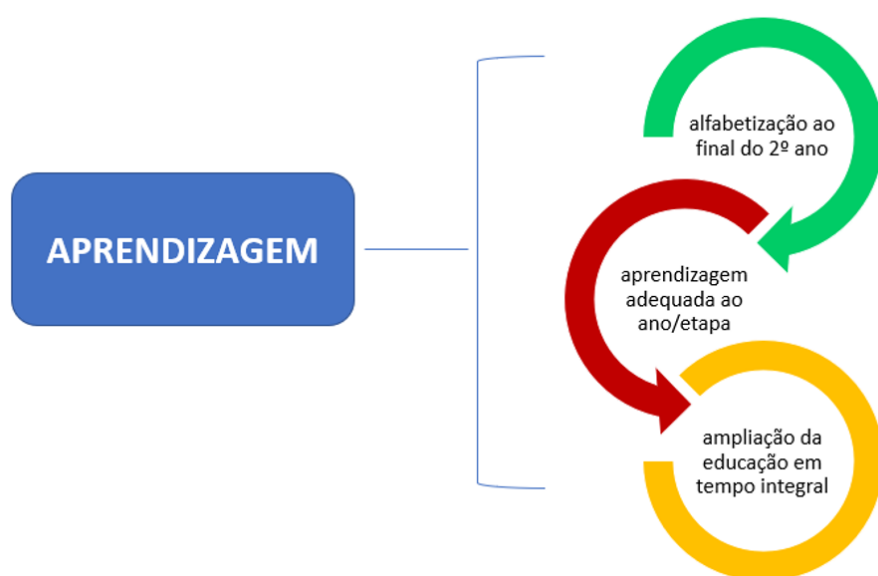 APRENDIZAGEM
alfabetização ao
final do 2º ano
aprendizagem
adequada ao
ano/etapa
ampliação da
educação em
tempo integral